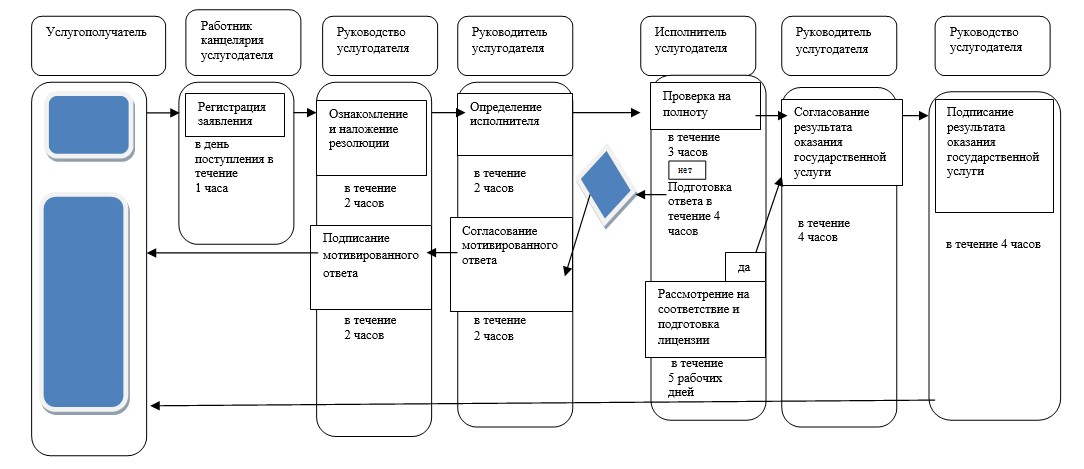 Услугополучатель
Работник
канцелярия
услугодателя
Руководство
услугодателя
Руководитель
услугодателя
Исполнитель
услугодателя
Руководитель
услугодателя
Руководство
услугодателя
Регистрация
заявления
в день
поступления в
течение
1 часа
Ознакомление
и наложение
резолюции
в течение
2 часов
Подписание
мотивированного
ответа
в течение
2 часов
Определение
исполнителя
в течение
2 часов
Согласование
мотивированного
ответа
в течение
2 часов
Проверка на
полноту
в течение
3 часов
нет
Подготовка
ответа в
течение 4
часов
да
Рассмотрение на
соответствие и
подготовка
лицензии
в течение
5 рабочих
дней
Согласование
результата
оказания
государственной
услуги
в течение
4 часов
Подписание
результата
оказания
государственной
услуги
в течение 4 часов